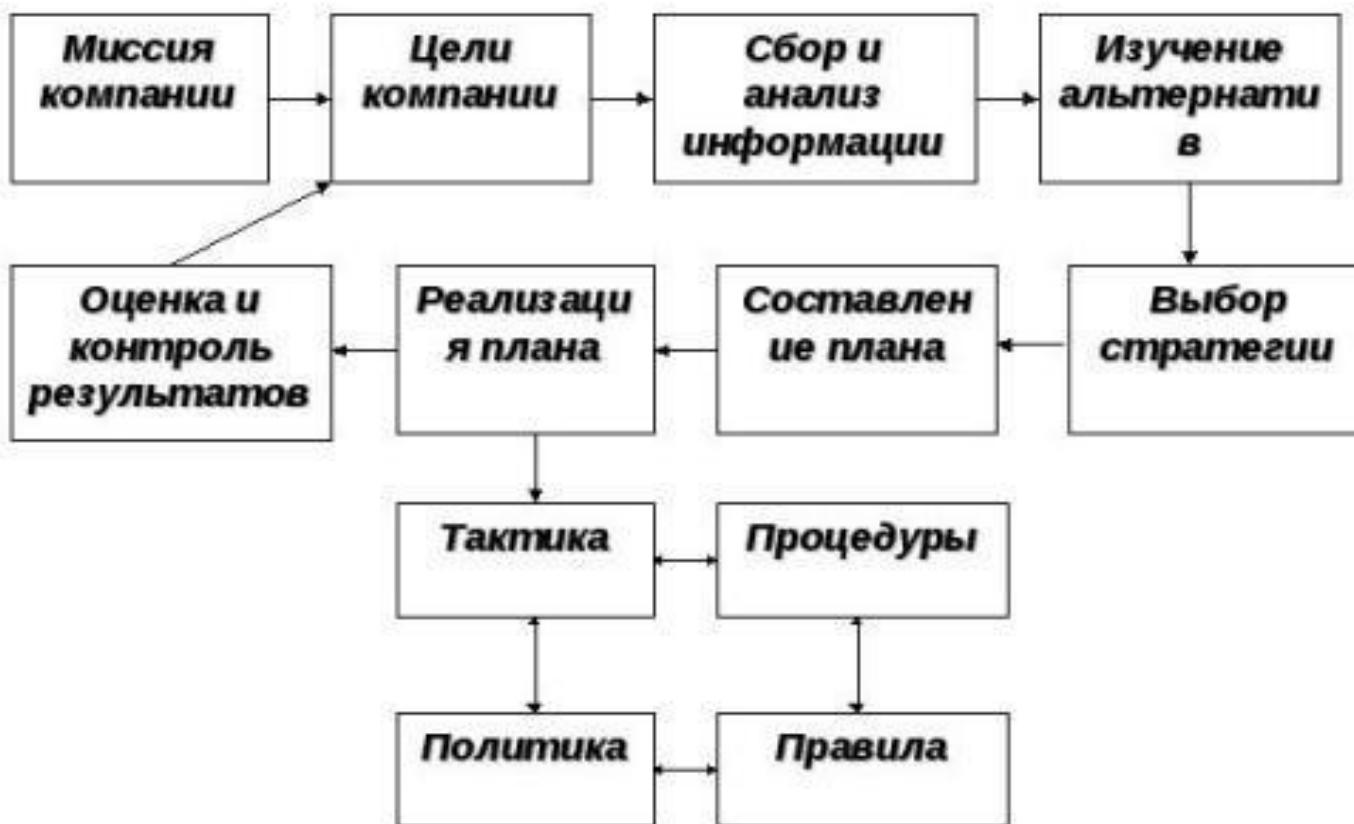 Миссия
компании
Цели
компании
Сбор и
анализ
информации
Изучение
альтернати
в
Оценка и
контроль
результатов
Реализаци
я плана
Составлен
ие плана
Выбор
стратегии
Тактика
Процедуры
Политика
Правила